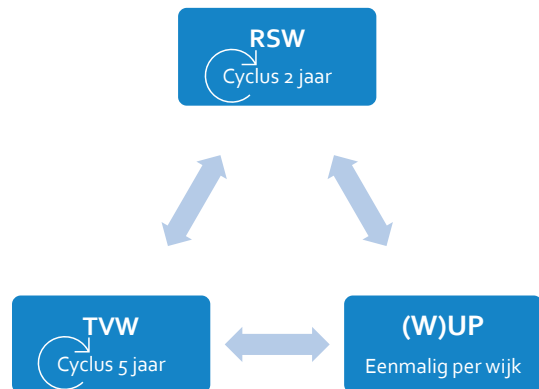 RSW
Cyclus 2 jaar
TVW
Cyclus 5 jaar
(W)UP
Eenmalig per wijk